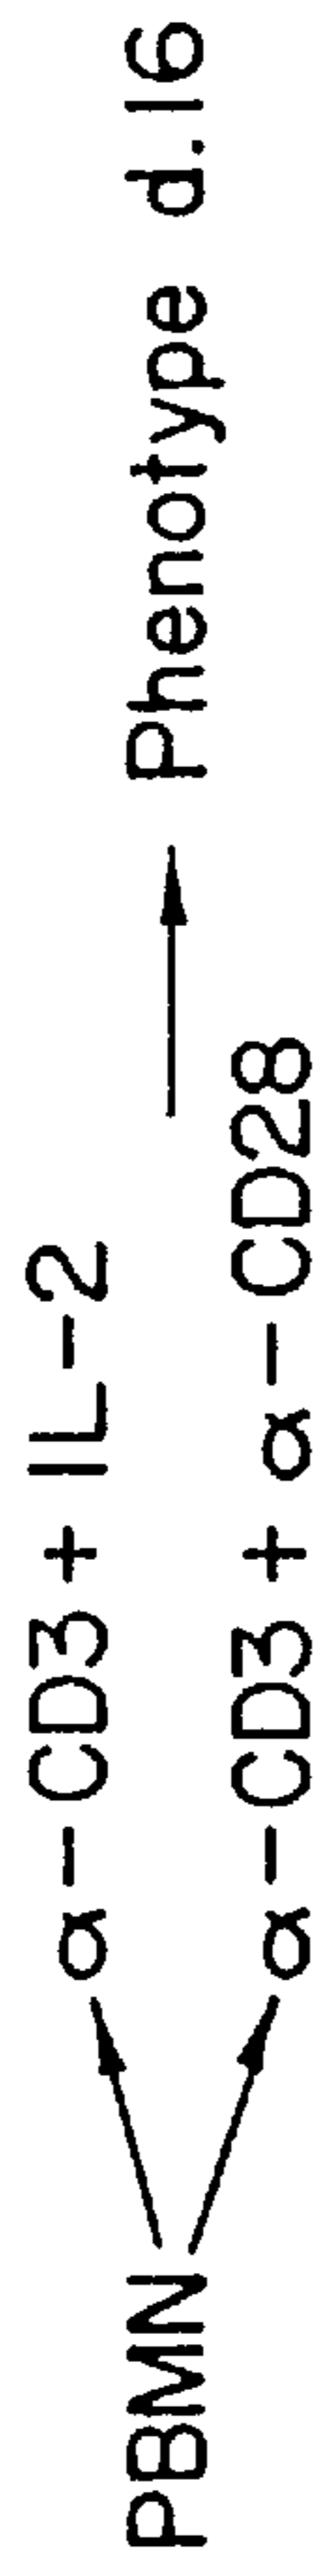 PBMN
α-CD3 + IL-2
α-CD3 + α-CD28
Phenotype d.16